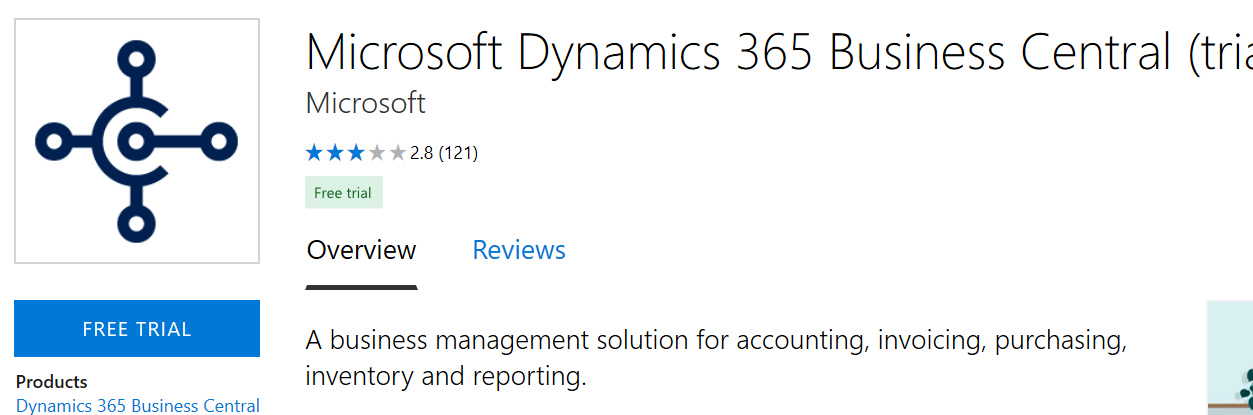 Microsoft Dynamics 365 Business Central
Microsoft
2.8 (121)
Free trial
Overview Reviews
FREE TRIAL
A business management solution for accounting, invoicing, purchasing,
inventory and reporting.
Products
Dynamics 365 Business Central